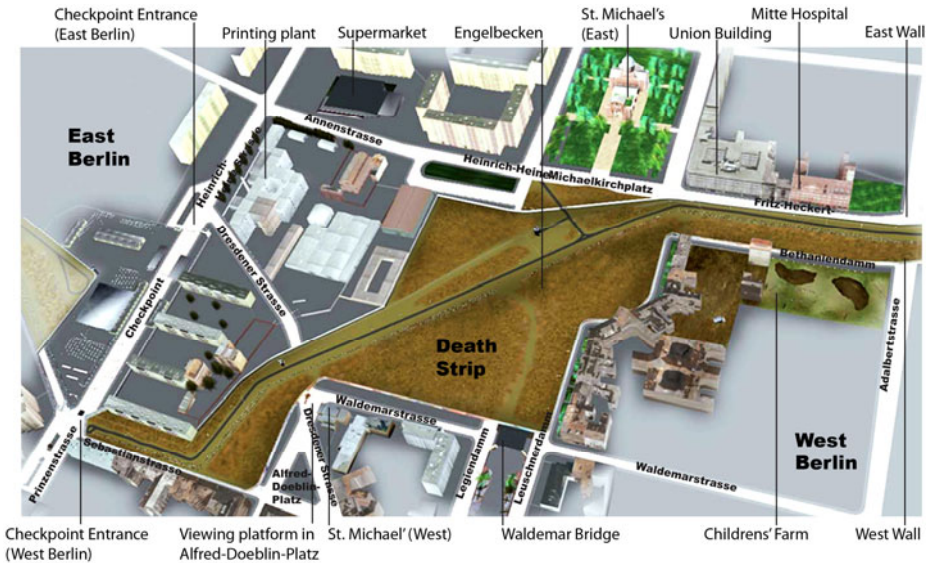 Checkpoint Entrance
(East Berlin)
Printing plant
Supermarket
Engelbecken
St. Michael's
(East)
Union Building
Mitte Hospital
East Wall
East
Berlin
Heinrich-Heine-Strasse
Annenstrasse
Heinrich-Heine
Michaelkirchplatz
Fritz-Heckert-
Bethaniendamm
Dresdener Strasse
Checkpoint
Adalbertstrasse
Death
Strip
Waldemarstrasse
Dresdener Strasse
Prinzenstrasse
Sebastianstrasse
Alfred-
Doeblin-
Platz
Legiendamm
Leuschnerdamm
Waldemarstrasse
West
Berlin
Checkpoint Entrance
(West Berlin)
Viewing platform in
Alfred-Doeblin-Platz
St. Michael' (West)
Waldemar Bridge
Childrens' Farm
West Wall